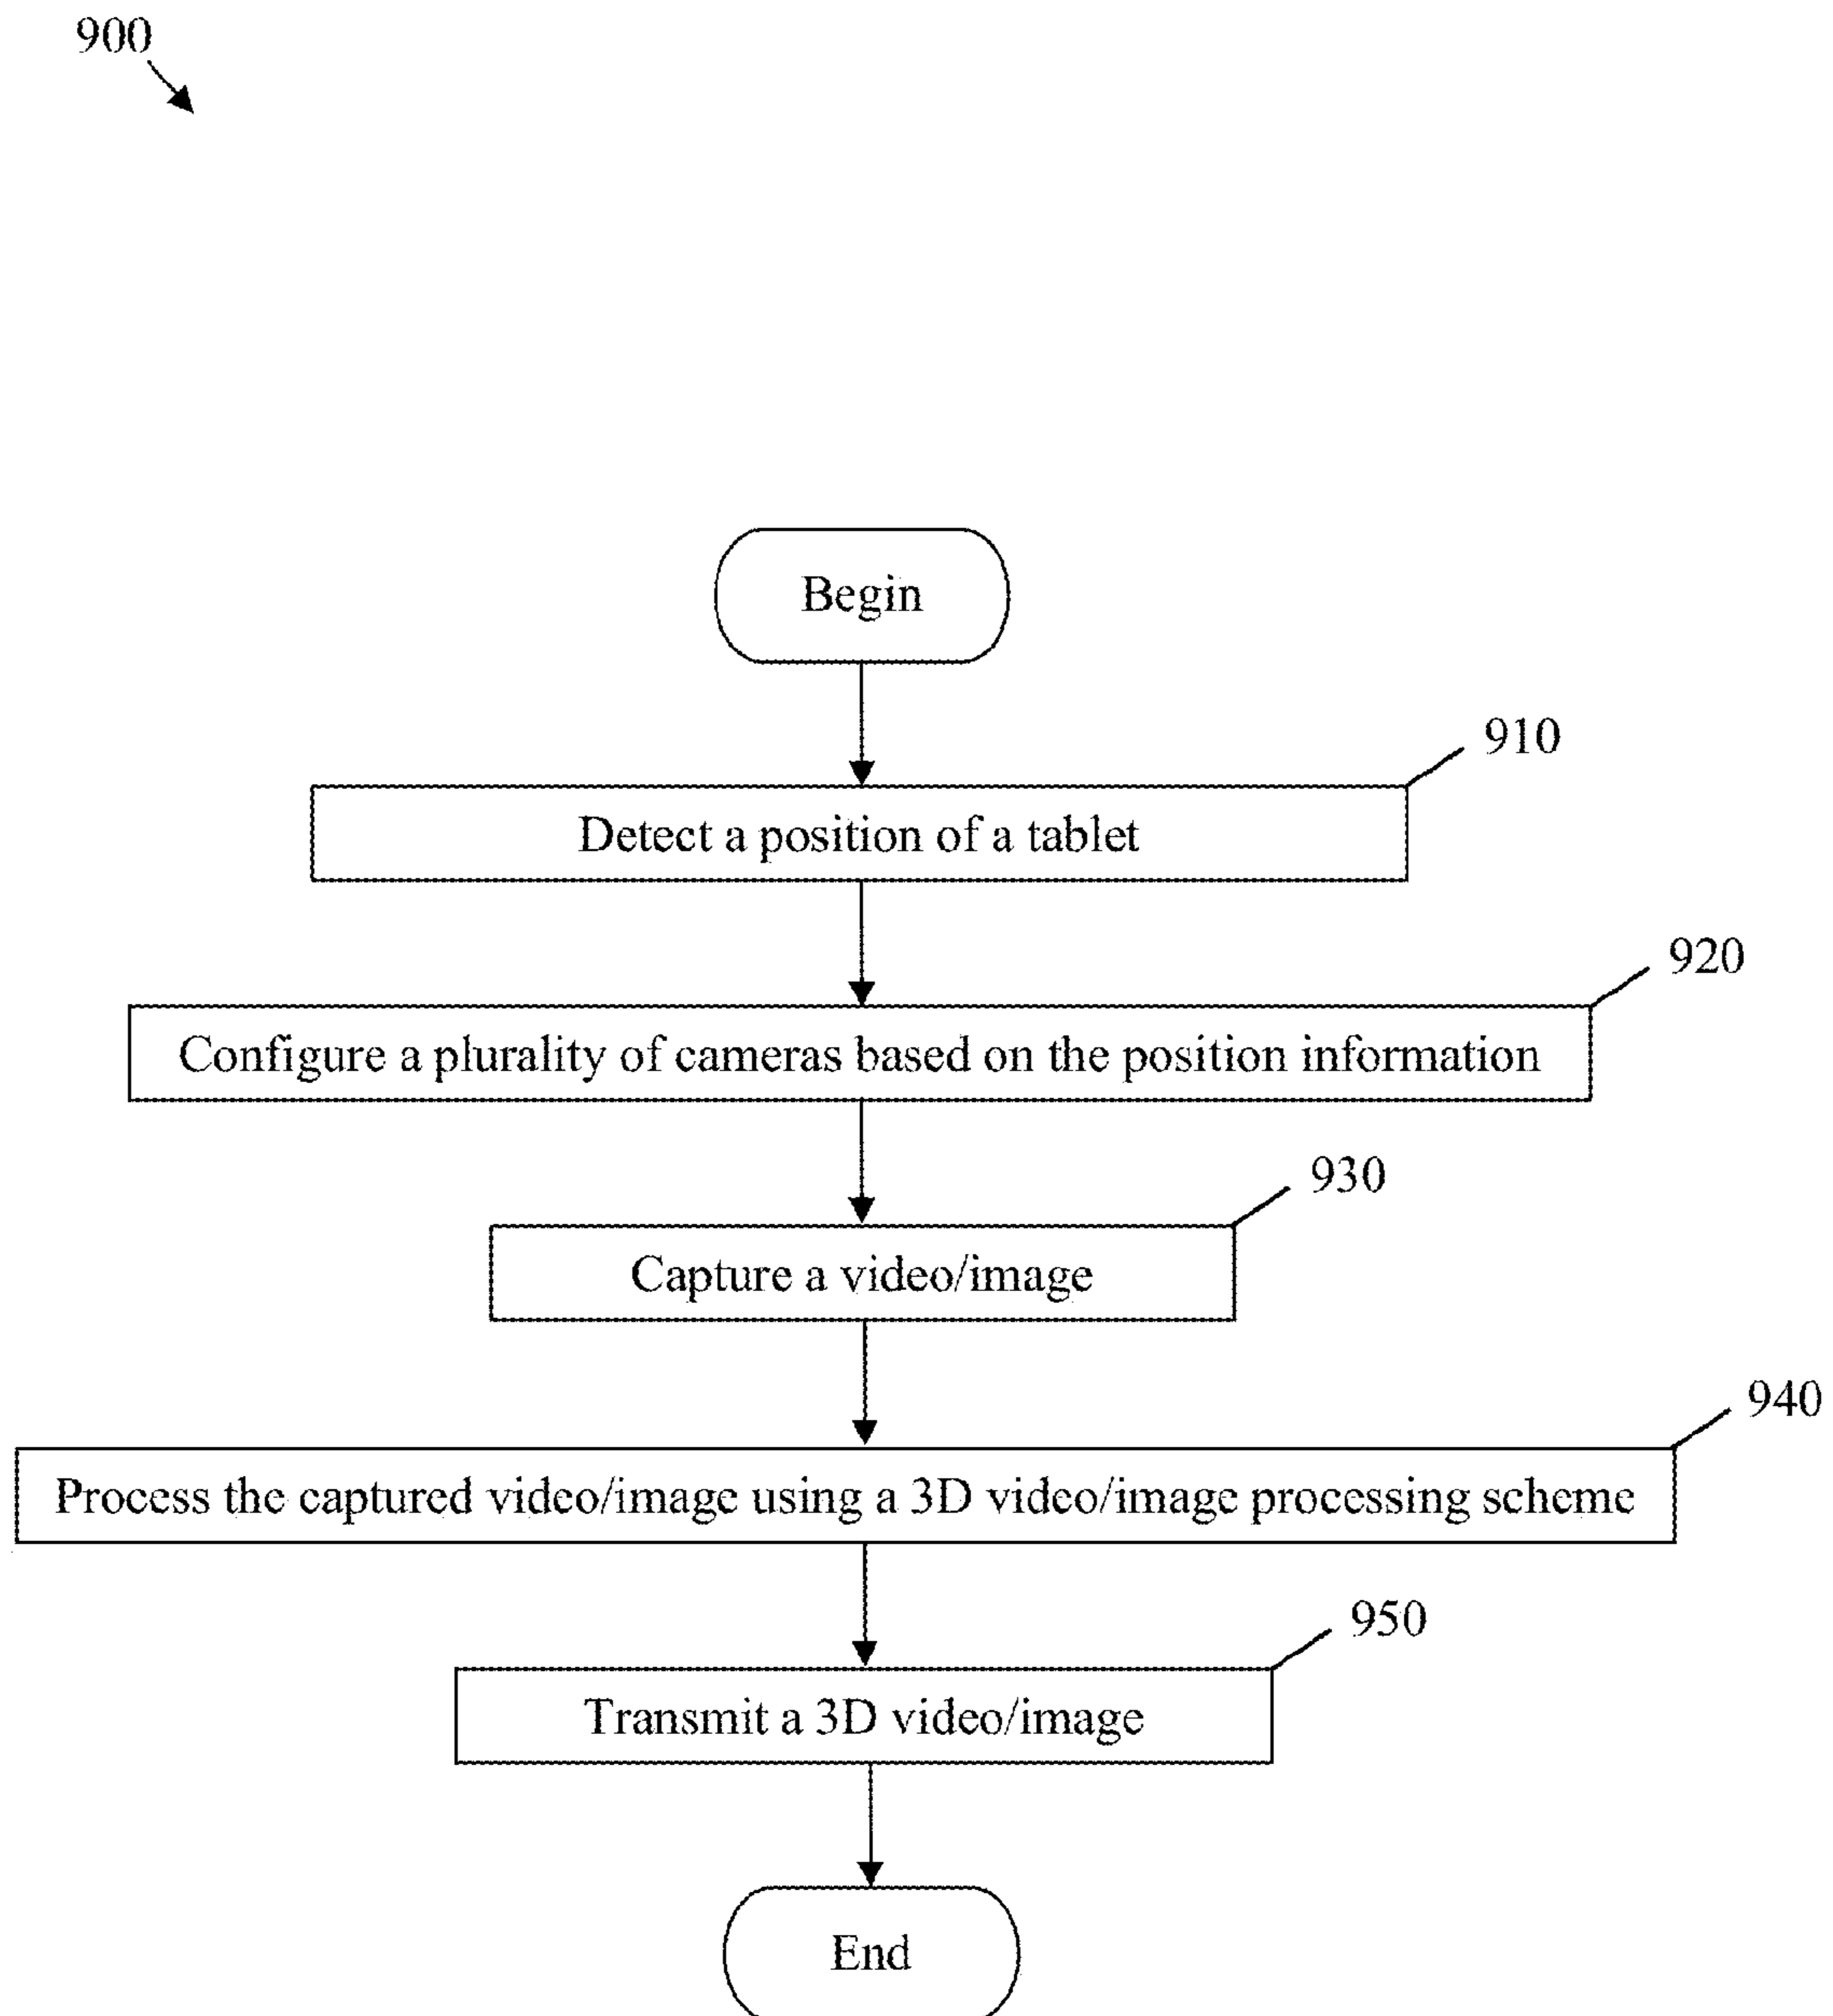 900
Begin
910
Detect a position of a tablet
920
Configure a plurality of cameras based on the position information
930
Capture a video/image
940
Process the captured video/image using a 3D video/image processing scheme
950
Transmit a 3D video/image
End